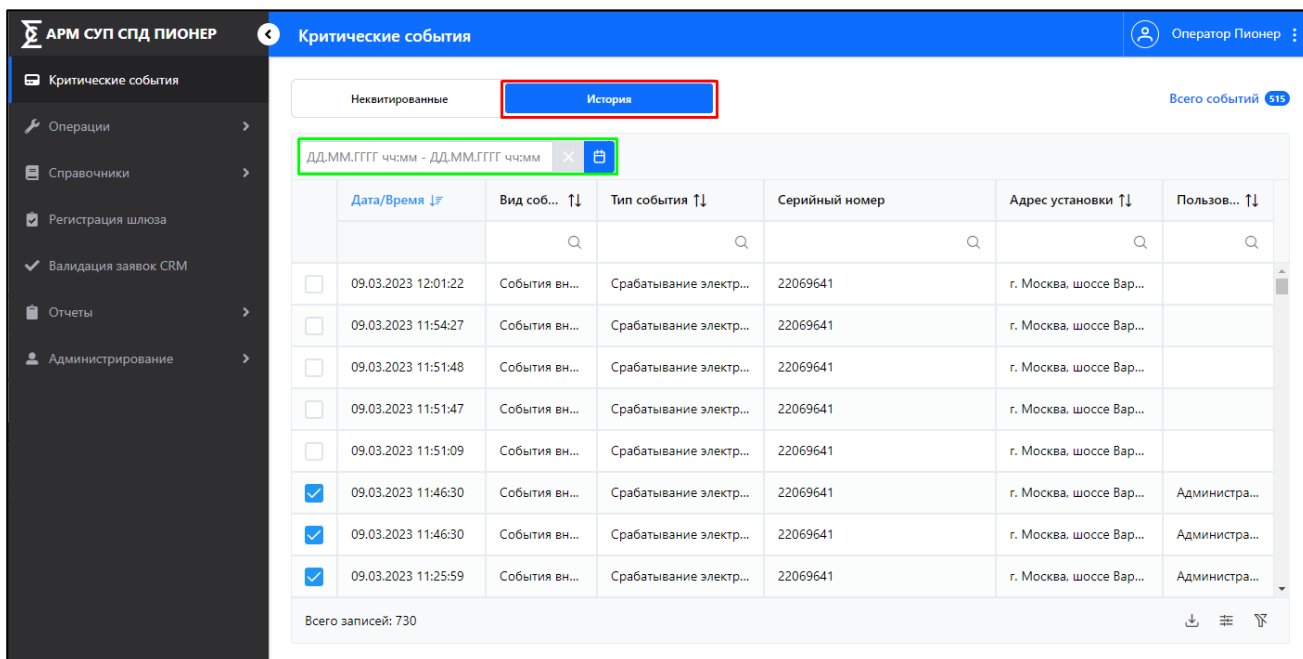 АРМ СУП СПД ПИОНЕР
Критические события
Оператор Пионер
Критические события
Операции
Справочники
Регистрация шлюза
Валидация заявок CRM
Отчеты
Администрирование
Неквитированные История Всего событий 515
ДД.ММ.ГГГГ чч:мм - ДД.ММ.ГГГГ чч:мм
Дата/Время Вид соб... Тип события Серийный номер Адрес установки Пользов...
09.03.2023 12:01:22 События вн... Срабатывание электр... 22069641 г. Москва, шоссе Вар...
09.03.2023 11:54:27 События вн... Срабатывание электр... 22069641 г. Москва, шоссе Вар...
09.03.2023 11:51:48 События вн... Срабатывание электр... 22069641 г. Москва, шоссе Вар...
09.03.2023 11:51:47 События вн... Срабатывание электр... 22069641 г. Москва, шоссе Вар...
09.03.2023 11:51:09 События вн... Срабатывание электр... 22069641 г. Москва, шоссе Вар...
09.03.2023 11:46:30 События вн... Срабатывание электр... 22069641 г. Москва, шоссе Вар... Администра...
09.03.2023 11:46:30 События вн... Срабатывание электр... 22069641 г. Москва, шоссе Вар... Администра...
09.03.2023 11:25:59 События вн... Срабатывание электр... 22069641 г. Москва, шоссе Вар... Администра...
Всего записей: 730